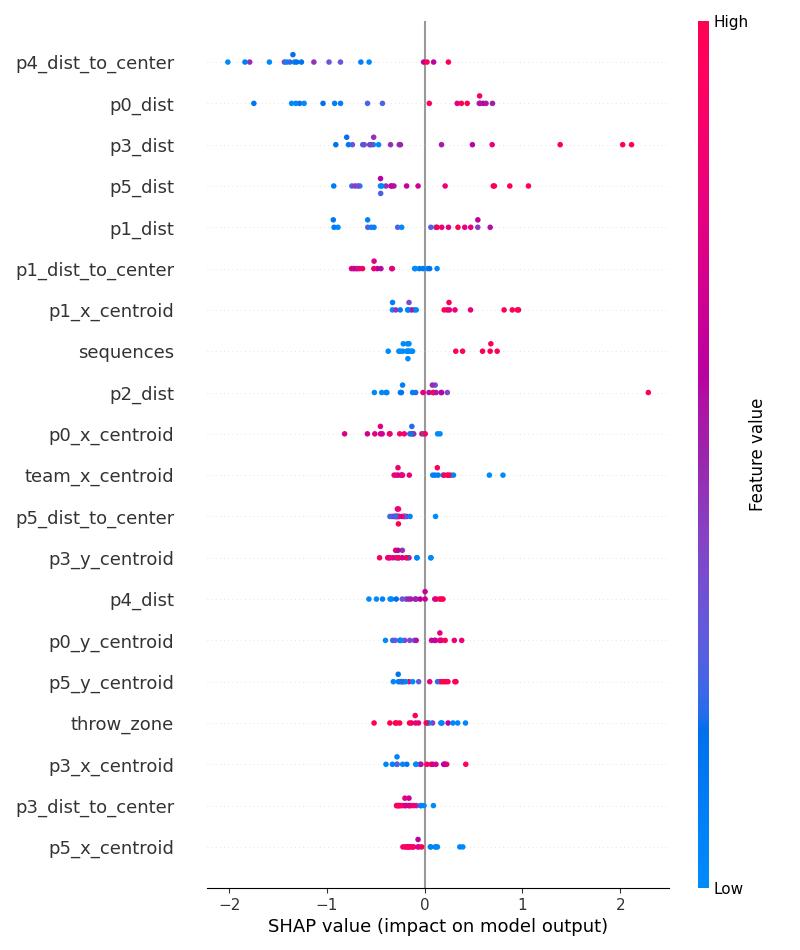 High
p4_dist_to_center
p0_dist
p3_dist
p5_dist
p1_dist
p1_dist_to_center
p1_x_centroid
sequences
p2_dist
p0_x_centroid
team_x_centroid
p5_dist_to_center
p3_y_centroid
p4_dist
p0_y_centroid
p5_y_centroid
throw_zone
p3_x_centroid
p3_dist_to_center
p5_x_centroid
Feature value
Low
−2 −1 0 1 2
SHAP value (impact on model output)